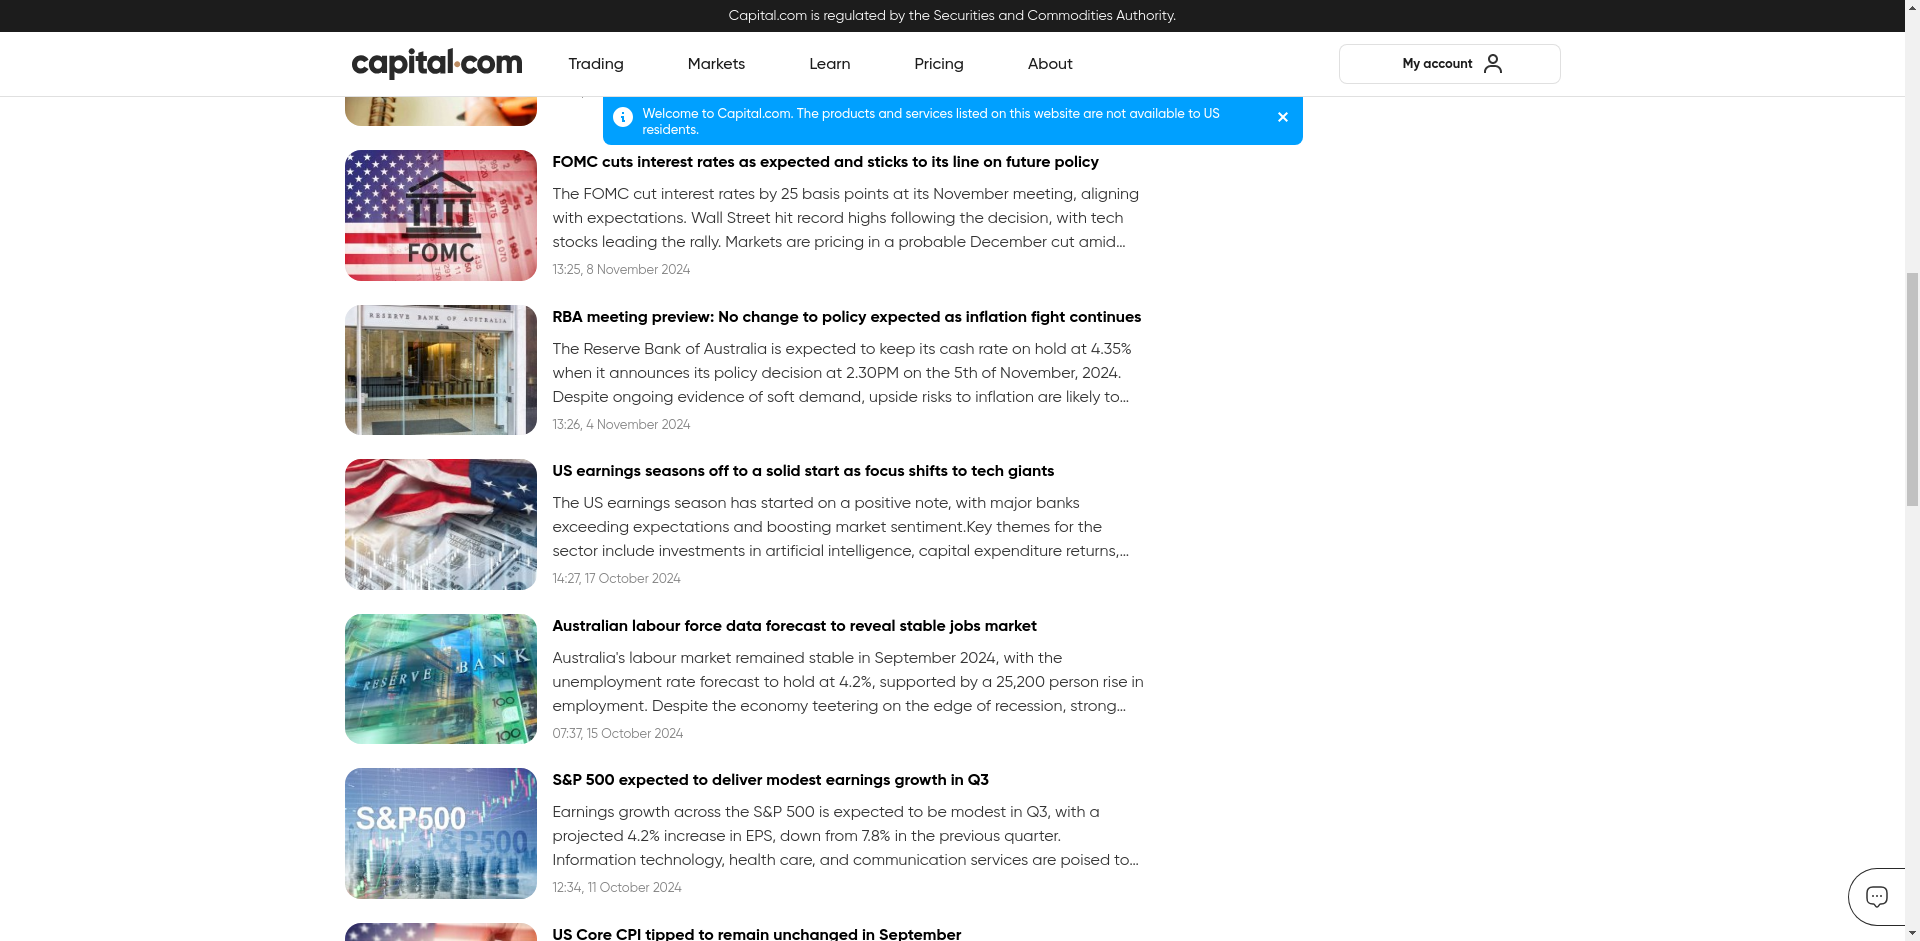 Capital.com is regulated by the Securities and Commodities Authority.
capital.com
Trading
Markets
Learn
Pricing
About
My account
Welcome to Capital.com. The products and services listed on this website are not available to US
residents.
FOMC
FOMC cuts interest rates as expected and sticks to its line on future policy
The FOMC cut interest rates by 25 basis points at its November meeting, aligning
with expectations. Wall Street hit record highs following the decision, with tech
stocks leading the rally. Markets are pricing in a probable December cut amid...
13:25, 8 November 2024
RESERVE BANK OF AUSTRALIA
RBA meeting preview: No change to policy expected as inflation fight continues
The Reserve Bank of Australia is expected to keep its cash rate on hold at 4.35%
when it announces its policy decision at 2.30PM on the 5th of November, 2024.
Despite ongoing evidence of soft demand, upside risks to inflation are likely to...
13:26, 4 November 2024
US earnings seasons off to a solid start as focus shifts to tech giants
The US earnings season has started on a positive note, with major banks
exceeding expectations and boosting market sentiment.Key themes for the
sector include investments in artificial intelligence, capital expenditure returns,...
14:27, 17 October 2024
RESERVE BANK
100
100
Australian labour force data forecast to reveal stable jobs market
Australia's labour market remained stable in September 2024, with the
unemployment rate forecast to hold at 4.2%, supported by a 25,200 person rise in
employment. Despite the economy teetering on the edge of recession, strong...
07:37, 15 October 2024
S&P500
S&P500
S&P 500 expected to deliver modest earnings growth in Q3
Earnings growth across the S&P 500 is expected to be modest in Q3, with a
projected 4.2% increase in EPS, down from 7.8% in the previous quarter.
Information technology, health care, and communication services are poised to...
12:34, 11 October 2024
US Core CPI tipped to remain unchanged in September